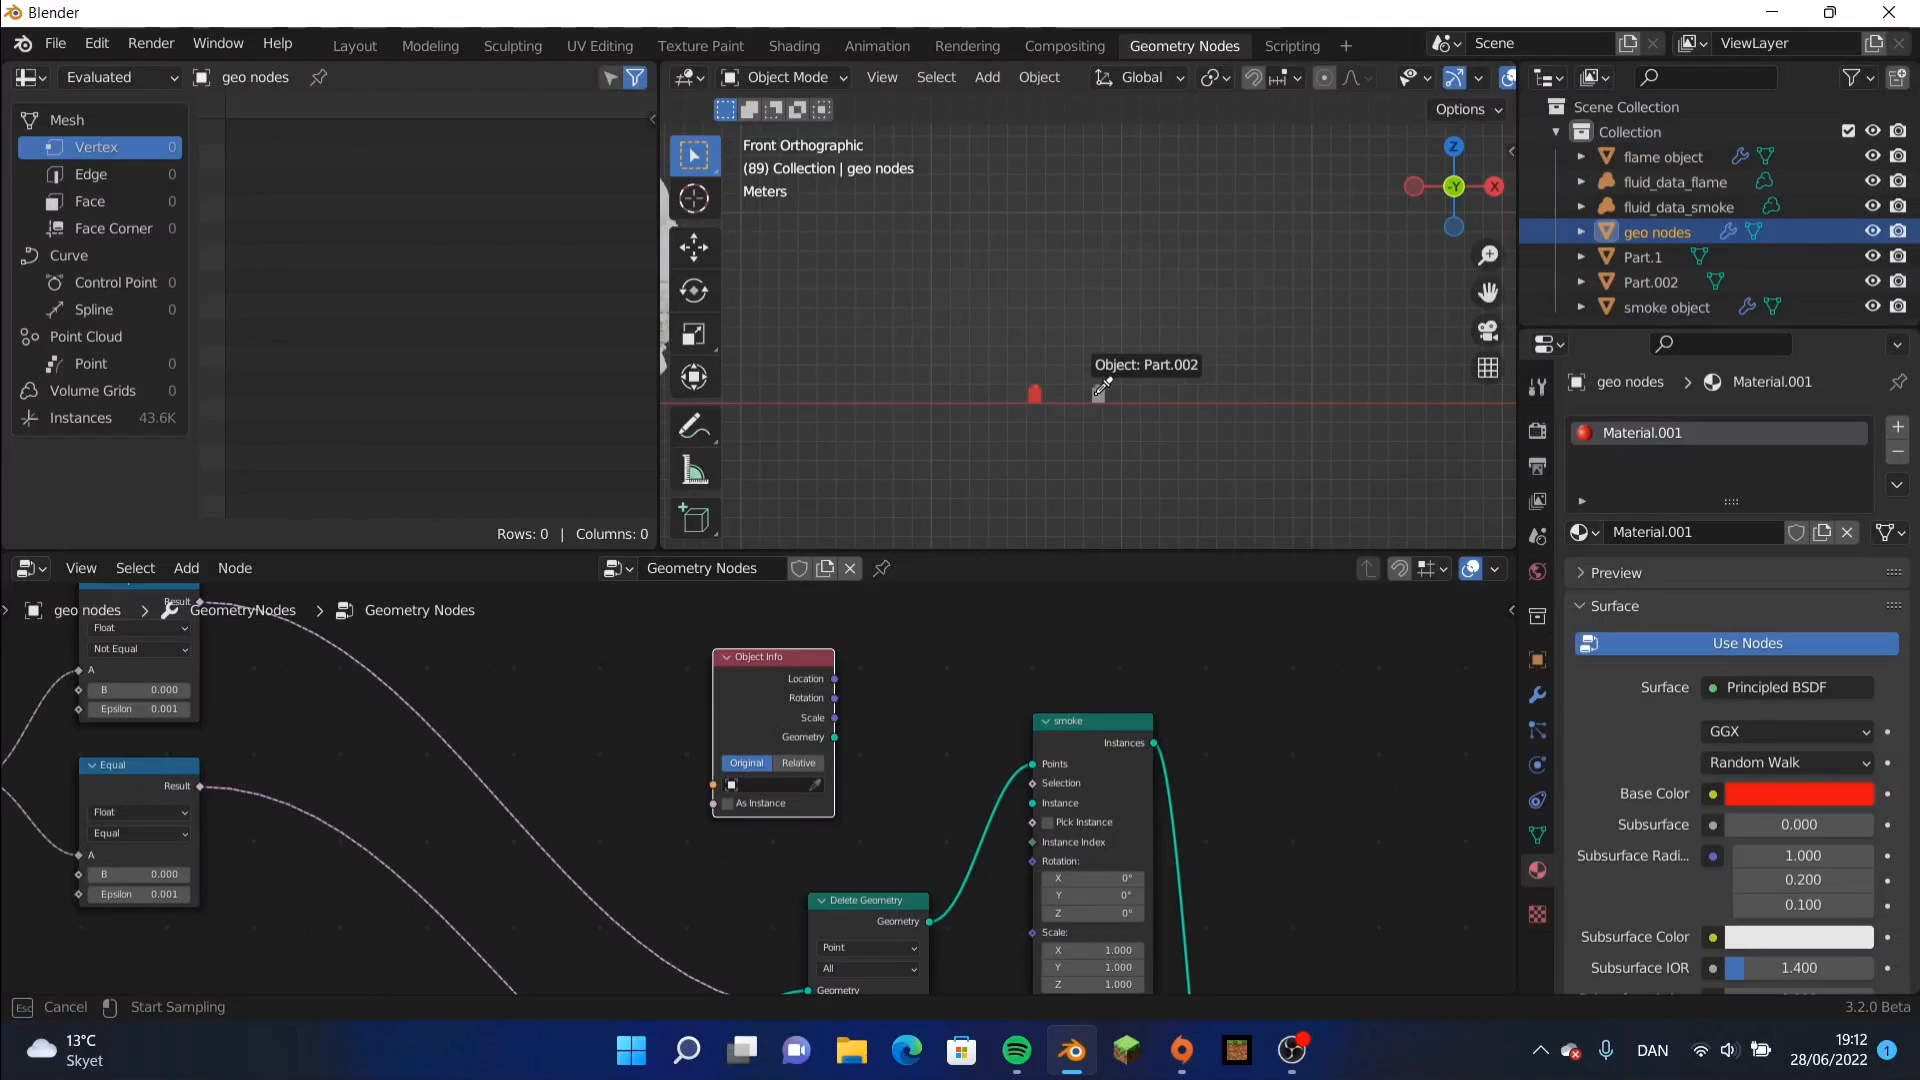 Blender
File Edit Render Window Help
Layout Modeling Sculpting UV Editing Texture Paint Shading Animation Rendering Compositing Geometry Nodes Scripting +
Scene
ViewLayer
Evaluated
geo nodes
Object Mode
View Select Add Object
Global
Options
Mesh
Vertex 0
Edge 0
Face 0
Face Corner 0
Curve
Control Point 0
Spline 0
Point Cloud
Point 0
Volume Grids
Instances 43.6K
Rows: 0 | Columns: 0
Front Orthographic
(89) Collection | geo nodes
Meters
Z
-Y
X
Object: Part.002
Scene Collection
Collection
flame object
fluid_data_flame
fluid_data_smoke
geo nodes
Part.1
Part.002
smoke object
geo nodes > Material.001
Material.001
Material.001
Preview
Surface
Use Nodes
Surface Principled BSDF
GGX
Random Walk
Base Color
Subsurface 0.000
Subsurface Radi... 1.000
0.200
0.100
Subsurface Color
Subsurface IOR 1.400
View Select Add Node
Geometry Nodes
geo nodes > GeometryNodes > Geometry Nodes
Result
Float
Not Equal
A
B 0.000
Epsilon 0.001
Equal
Result
Float
Equal
A
B 0.000
Epsilon 0.001
Object Info
Location
Rotation
Scale
Geometry
Original Relative
As Instance
Delete Geometry
Geometry
Point
All
Geometry
smoke
Instances
Points
Selection
Instance
Pick Instance
Instance Index
Rotation:
X 0°
Y 0°
Z 0°
Scale:
X 1.000
Y 1.000
Z 1.000
Esc Cancel Start Sampling
3.2.0 Beta
13°C
Skyet
DAN
19:12
28/06/2022
1